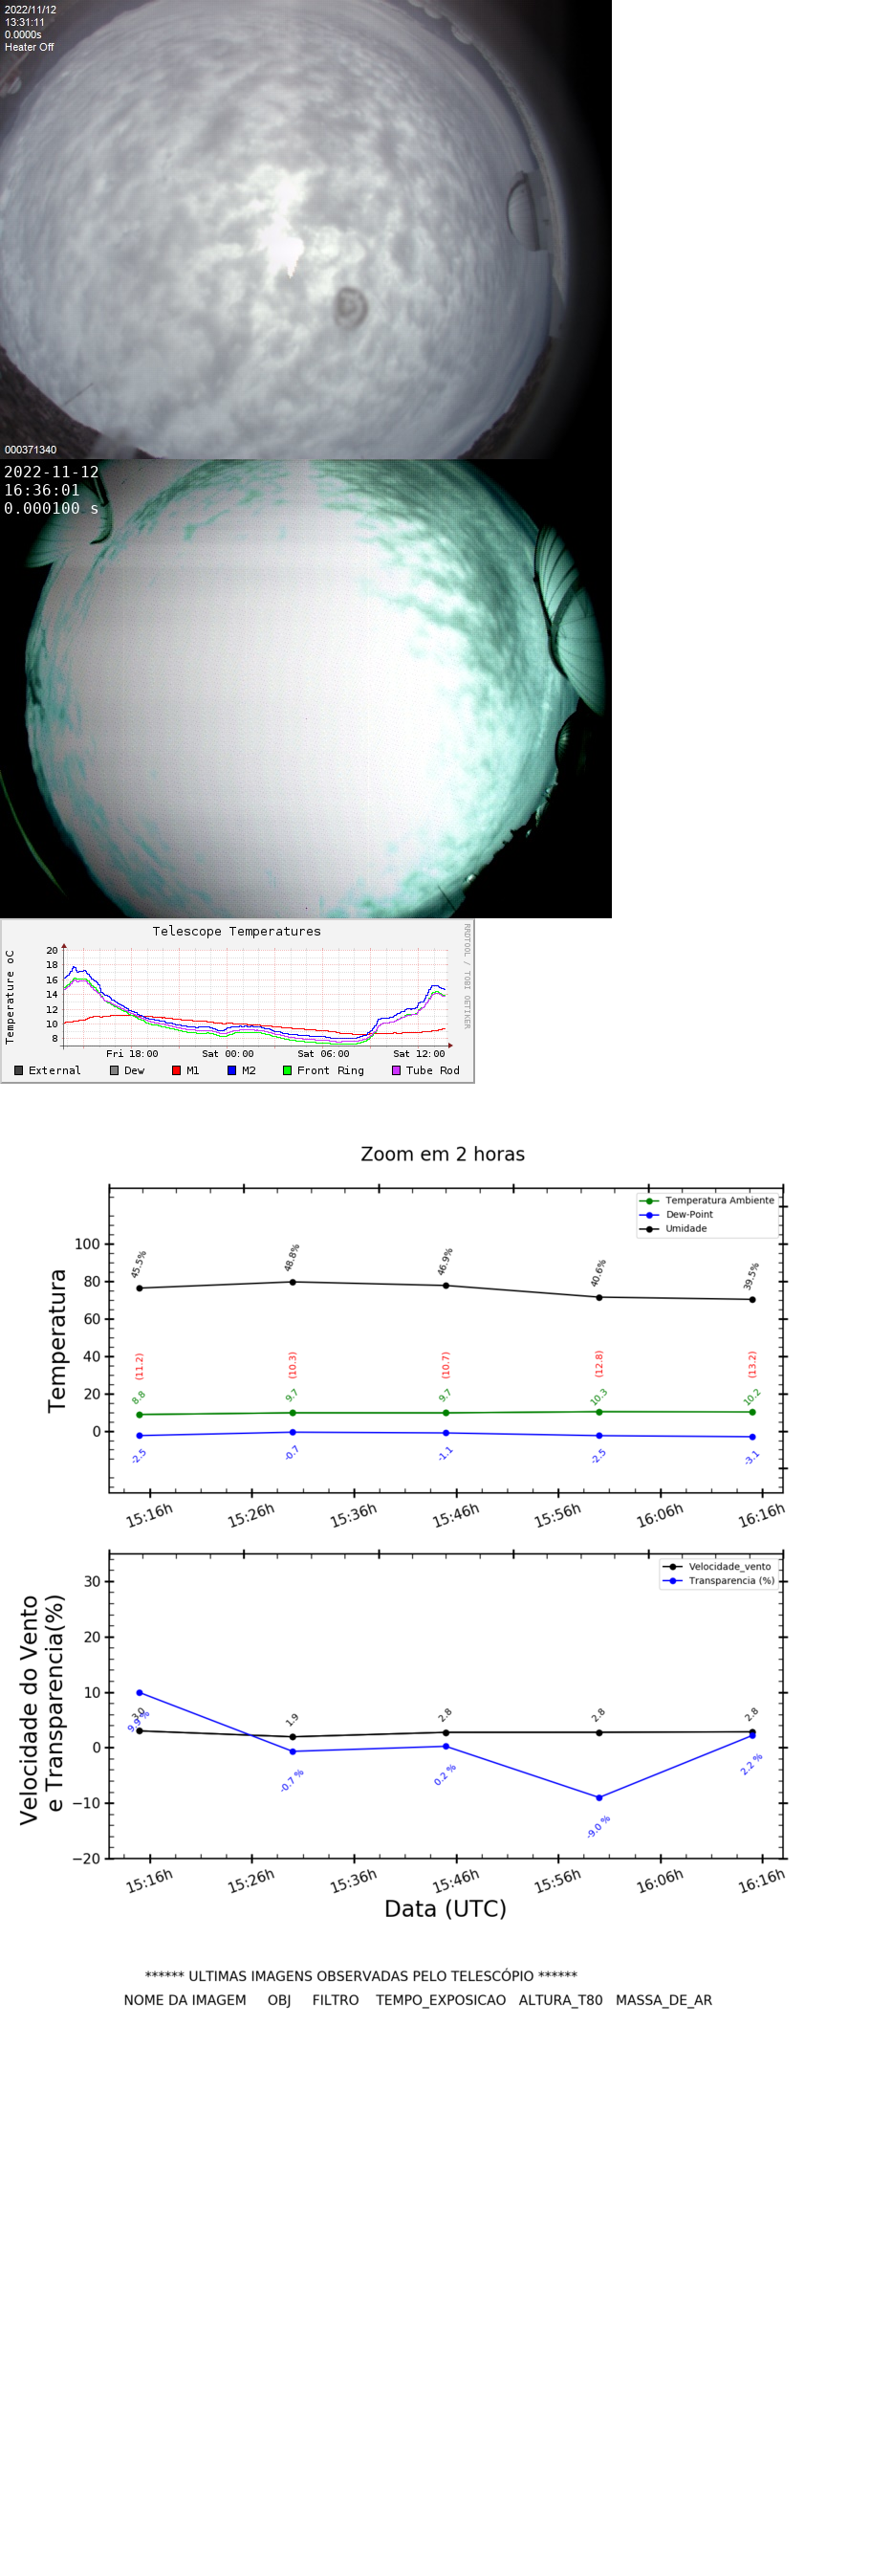 2022/11/12
13:31:11
0.0000s
Heater Off
000371340
2022-11-12
16:36:01
0.000100 s
Telescope Temperatures
RRDTOOL / TOBI OETIKER
Temperature oC
20
18
16
14
12
10
8
Fri 18:00 Sat 00:00 Sat 06:00 Sat 12:00
External Dew M1 M2 Front Ring Tube Rod
Zoom em 2 horas
Temperatura Ambiente
Dew-Point
Umidade
Temperatura
100
80
60
40
20
0
45.5% 48.8% 46.9% 40.6% 39.5%
(11.2) (10.3) (10.7) (12.8) (13.2)
8.8 9.7 9.7 10.3 10.2
-2.5 -0.7 -1.1 -2.5 -3.1
15:16h 15:26h 15:36h 15:46h 15:56h 16:06h 16:16h
Velocidade_vento
Transparencia (%)
Velocidade do Vento
e Transparencia(%)
30
20
10
0
−10
−20
3.0 1.9 2.8 2.8 2.8
9.9 % -0.7 % 0.2 % -9.0 % 2.2 %
15:16h 15:26h 15:36h 15:46h 15:56h 16:06h 16:16h
Data (UTC)
****** ULTIMAS IMAGENS OBSERVADAS PELO TELESCÓPIO ******
NOME DA IMAGEM OBJ FILTRO TEMPO_EXPOSICAO ALTURA_T80 MASSA_DE_AR